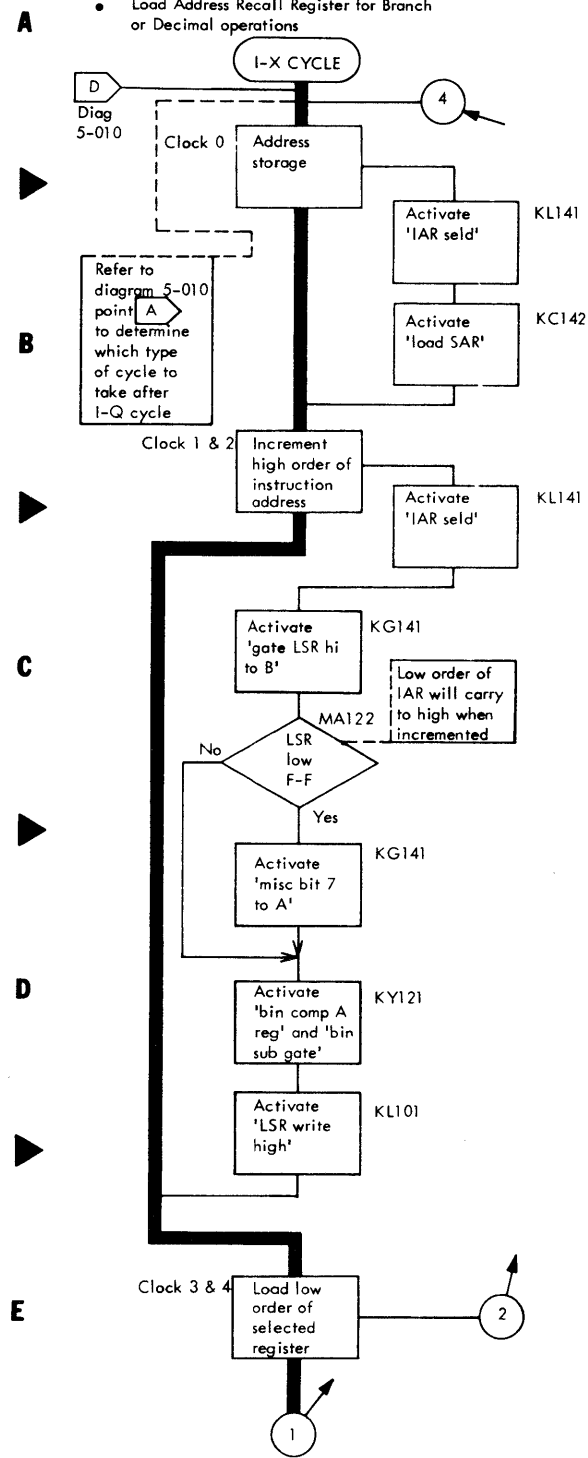 A
• Load Address Recall Register for Branch
or Decimal operations
I-X CYCLE
D
Diag
5-010
4
Clock 0
Address
storage
Activate
'IAR seld'
KL141
Refer to
diagram 5-010
point A
to determine
which type
of cycle to
take after
I-Q cycle
B
Activate
'load SAR'
KC142
Clock 1 & 2
Increment
high order of
instruction
address
Activate
'IAR seld'
KL141
Activate
'gate LSR hi
to B'
KG141
C
Low order of
IAR will carry
to high when
incremented
MA122
LSR
low
F-F
No
Yes
Activate
'misc bit 7
to A'
KG141
D
Activate
'bin comp A
reg' and 'bin
sub gate'
KY121
Activate
'LSR write
high'
KL101
E
Clock 3 & 4
Load low
order of
selected
register
2
1